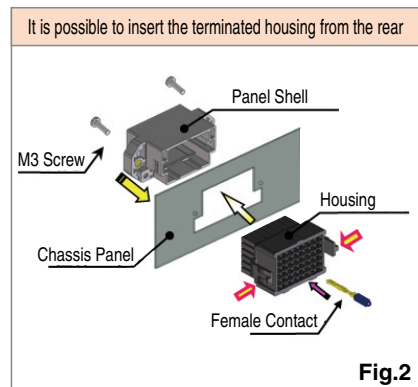 It is possible to insert the terminated housing from the rear
Panel Shell
M3 Screw
Housing
Chassis Panel
Female Contact
Fig.2